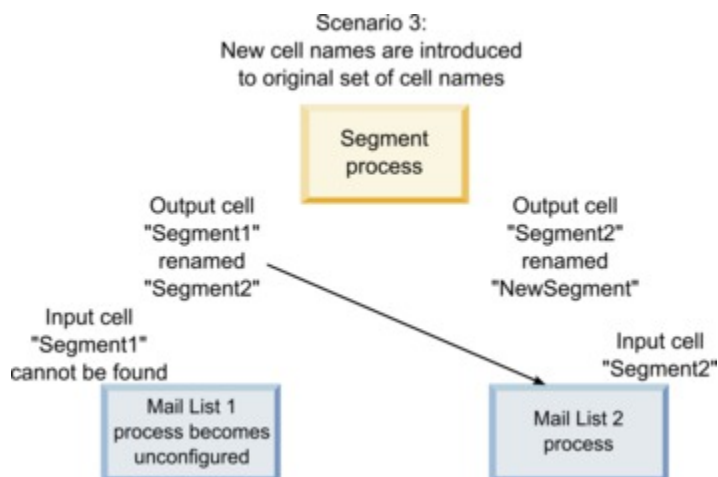 Scenario 3:
New cell names are introduced
to original set of cell names
Segment
process
Output cell
"Segment1"
renamed
"Segment2"
Output cell
"Segment2"
renamed
"NewSegment"
Input cell
"Segment1"
cannot be found
Input cell
"Segment2"
Mail List 1
process becomes
unconfigured
Mail List 2
process